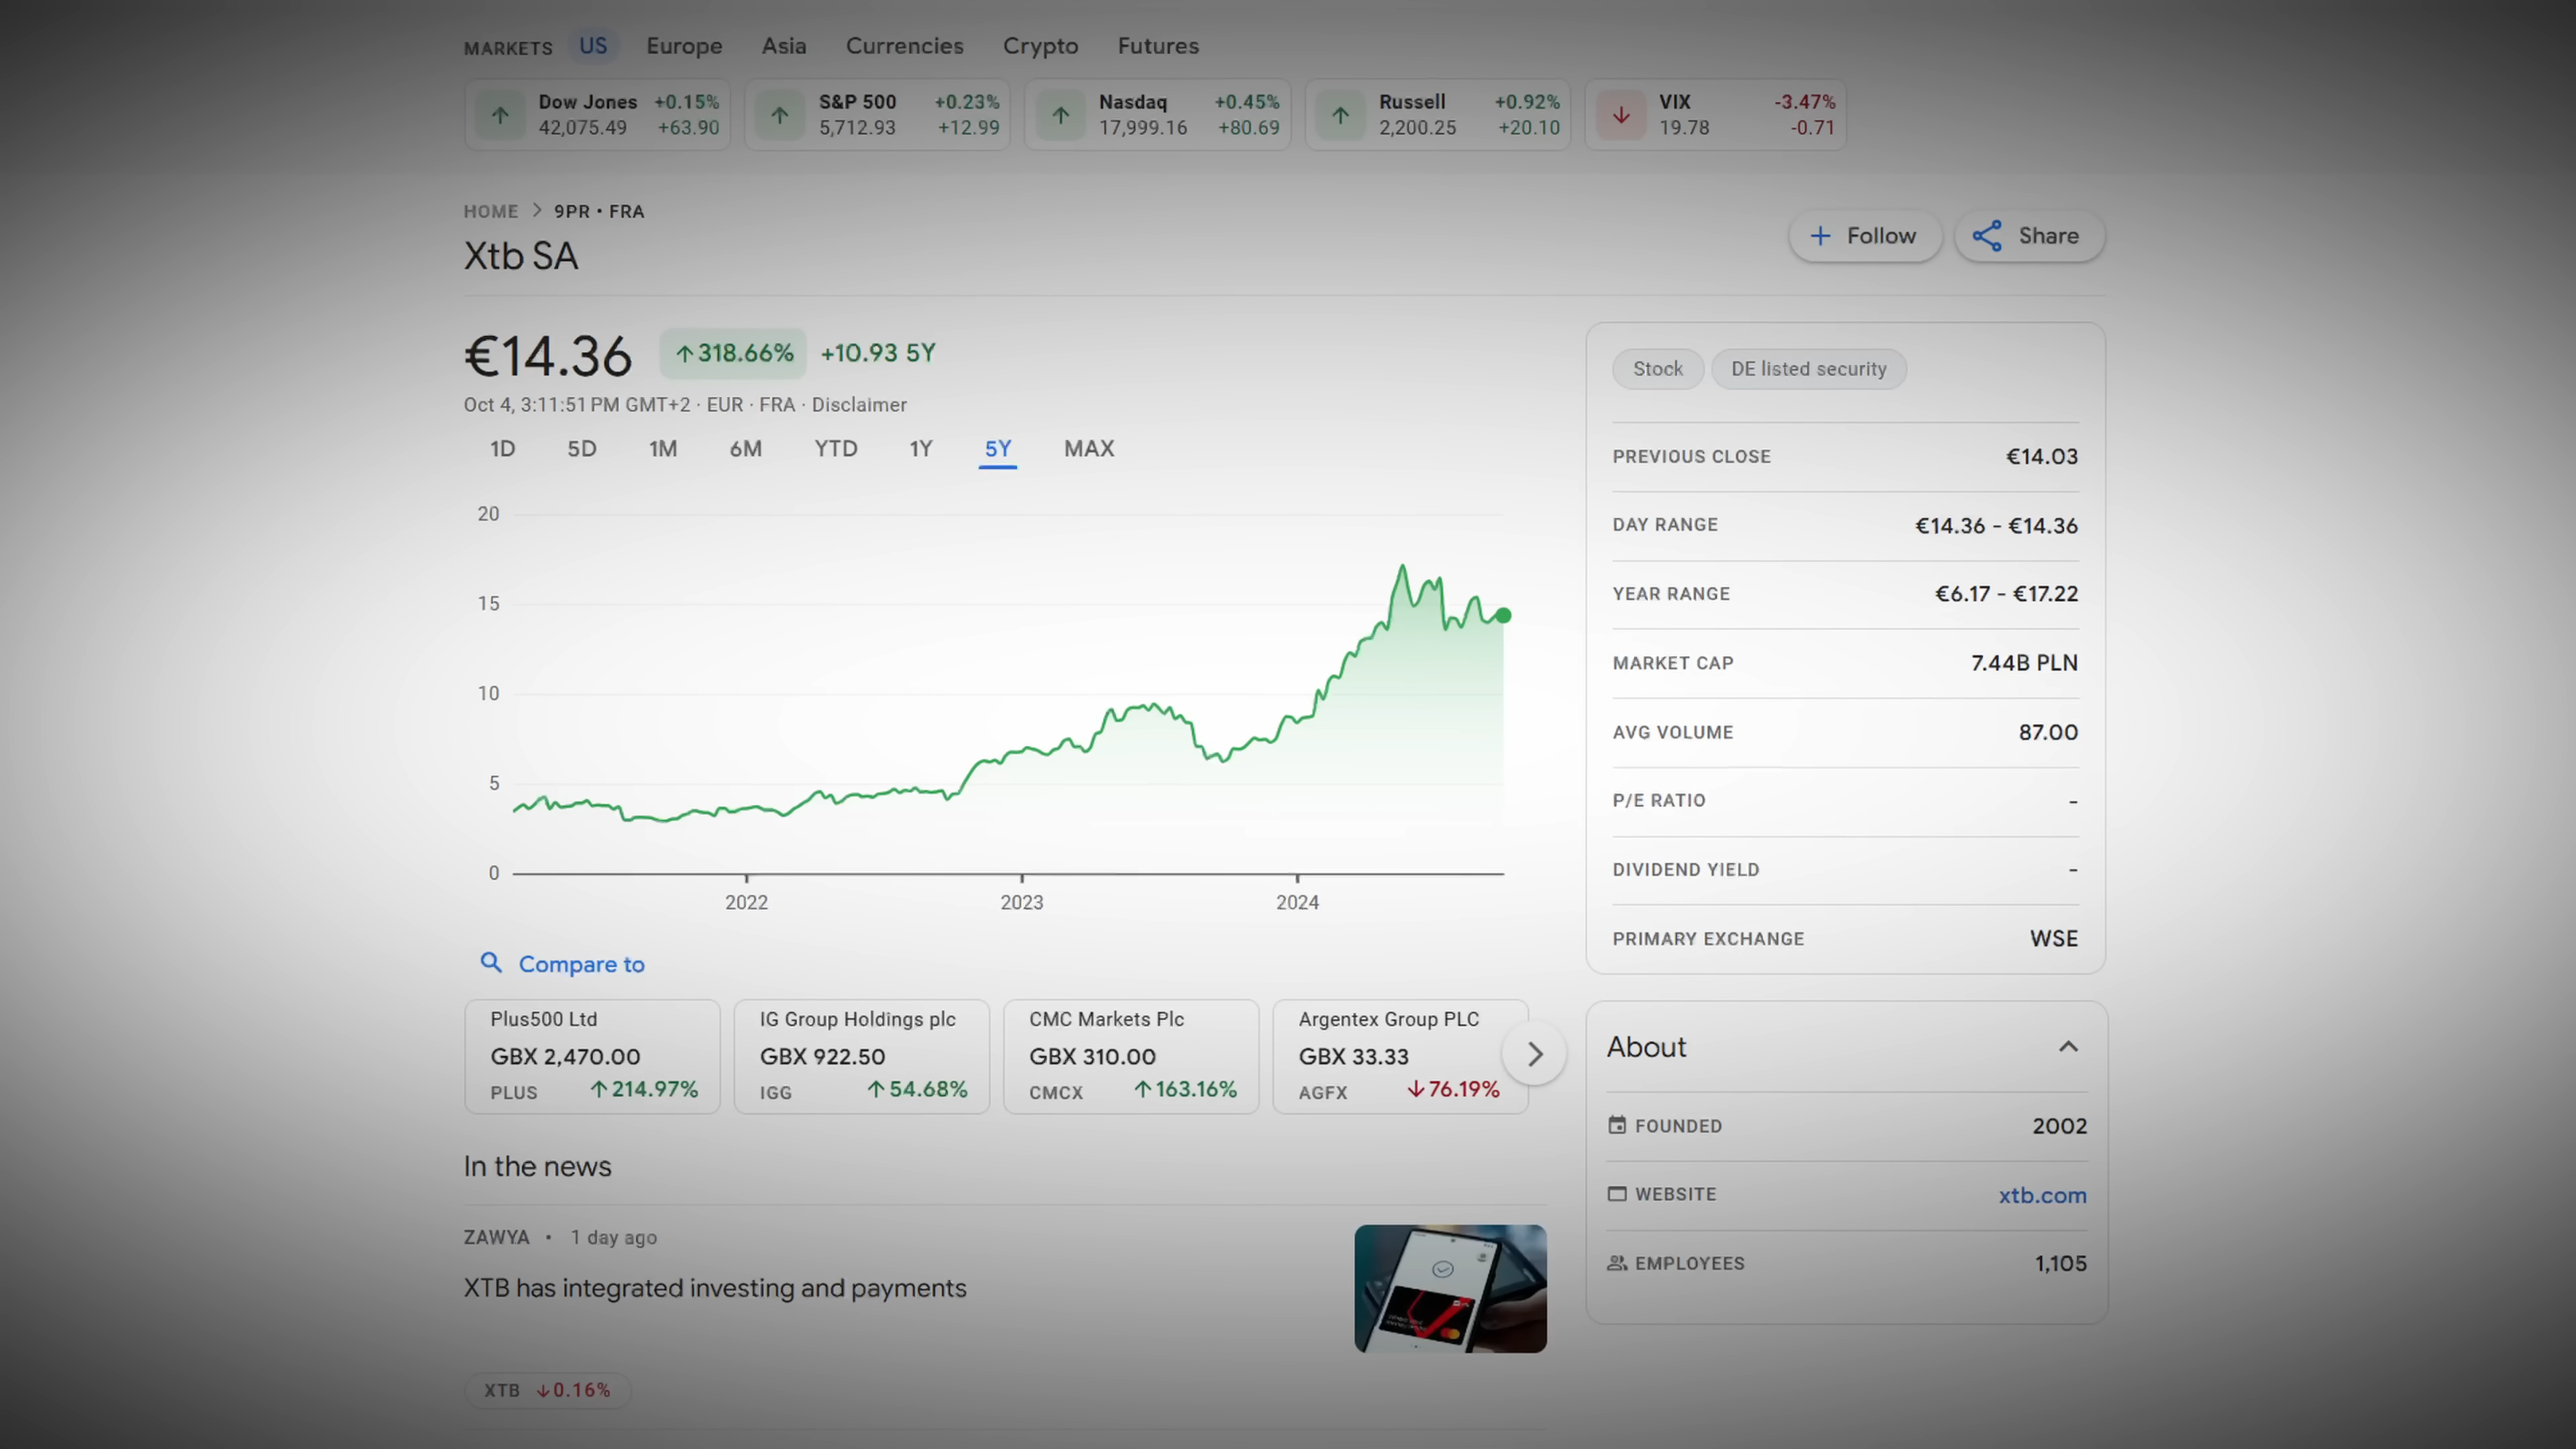 MARKETS US Europe Asia Currencies Crypto Futures
Dow Jones +0.15%
42,075.49 +63.90
S&P 500 +0.23%
5,712.93 +12.99
Nasdaq +0.45%
17,999.16 +80.69
Russell +0.92%
2,200.25 +20.10
VIX -3.47%
19.78 -0.71
HOME > 9PR • FRA
Xtb SA
+ Follow
Share
€14.36 ↑318.66% +10.93 5Y
Oct 4, 3:11:51 PM GMT+2 · EUR · FRA · Disclaimer
1D 5D 1M 6M YTD 1Y 5Y MAX
20
15
10
5
0
2022 2023 2024
Compare to
Plus500 Ltd
GBX 2,470.00
PLUS ↑214.97%
IG Group Holdings plc
GBX 922.50
IGG ↑54.68%
CMC Markets Plc
GBX 310.00
CMCX ↑163.16%
Argentex Group PLC
GBX 33.33
AGFX ↓76.19%
In the news
ZAWYA • 1 day ago
XTB has integrated investing and payments
XTB ↓0.16%
Stock DE listed security
PREVIOUS CLOSE €14.03
DAY RANGE €14.36 - €14.36
YEAR RANGE €6.17 - €17.22
MARKET CAP 7.44B PLN
AVG VOLUME 87.00
P/E RATIO -
DIVIDEND YIELD -
PRIMARY EXCHANGE WSE
About
FOUNDED 2002
WEBSITE xtb.com
EMPLOYEES 1,105